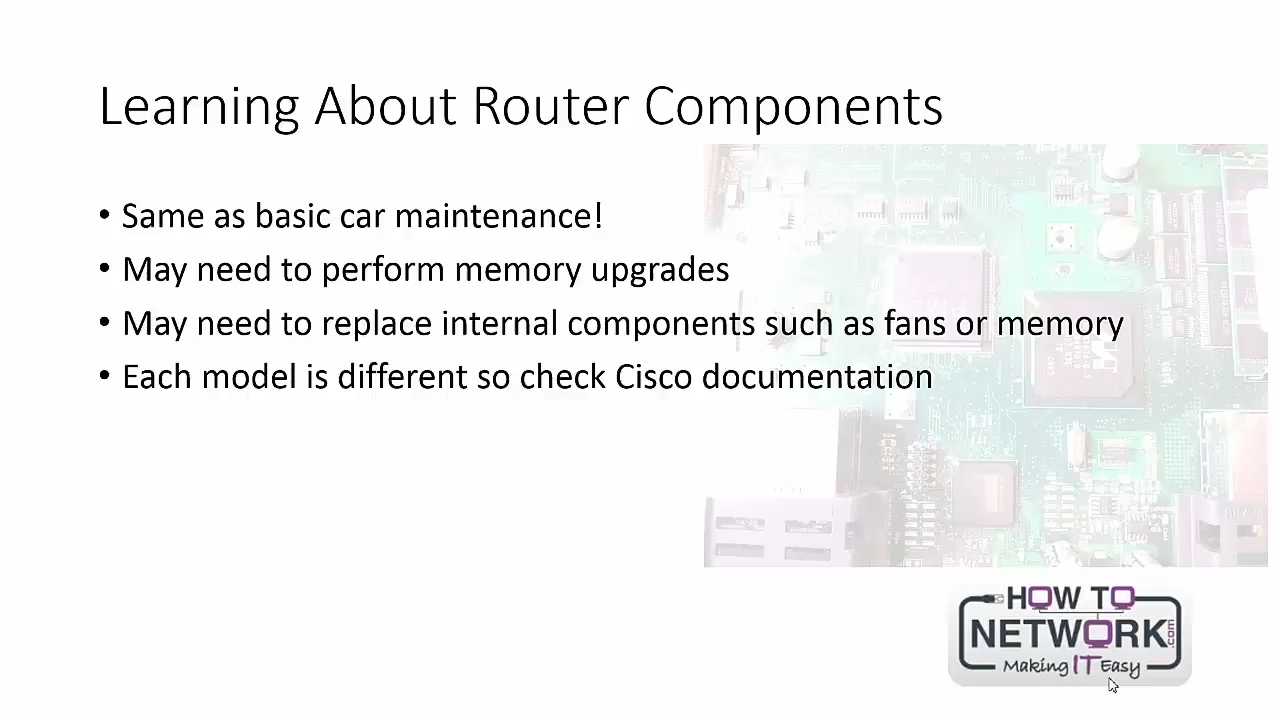 Learning About Router Components
• Same as basic car maintenance!
• May need to perform memory upgrades
• May need to replace internal components such as fans or memory
• Each model is different so check Cisco documentation
HOW TO
NETWORK.com
Making IT Easy